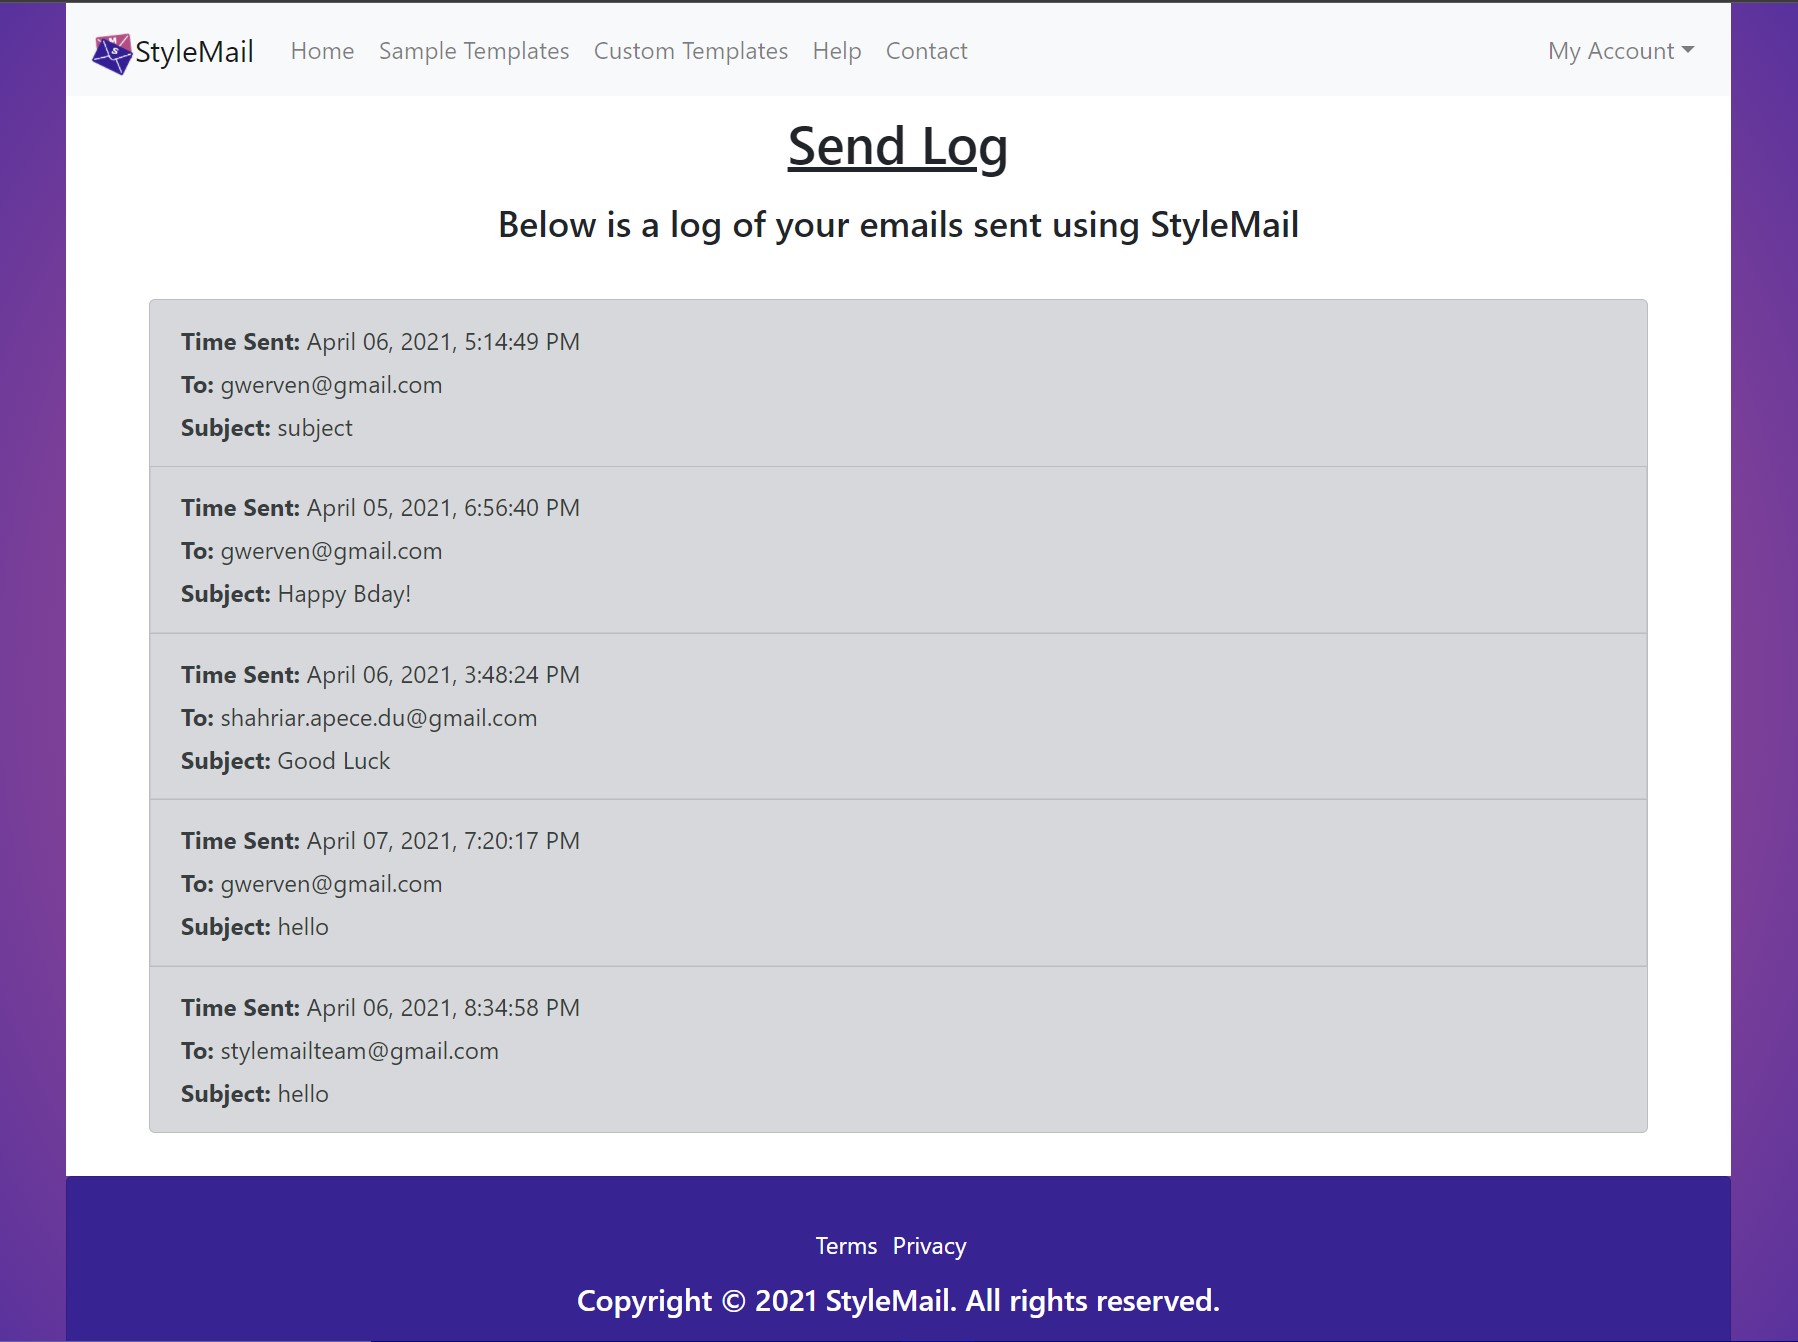 StyleMail Home Sample Templates Custom Templates Help Contact My Account
Send Log
Below is a log of your emails sent using StyleMail
Time Sent: April 06, 2021, 5:14:49 PM
To: gwerven@gmail.com
Subject: subject
Time Sent: April 05, 2021, 6:56:40 PM
To: gwerven@gmail.com
Subject: Happy Bday!
Time Sent: April 06, 2021, 3:48:24 PM
To: shahriar.apece.du@gmail.com
Subject: Good Luck
Time Sent: April 07, 2021, 7:20:17 PM
To: gwerven@gmail.com
Subject: hello
Time Sent: April 06, 2021, 8:34:58 PM
To: stylemailteam@gmail.com
Subject: hello
Terms Privacy
Copyright © 2021 StyleMail. All rights reserved.